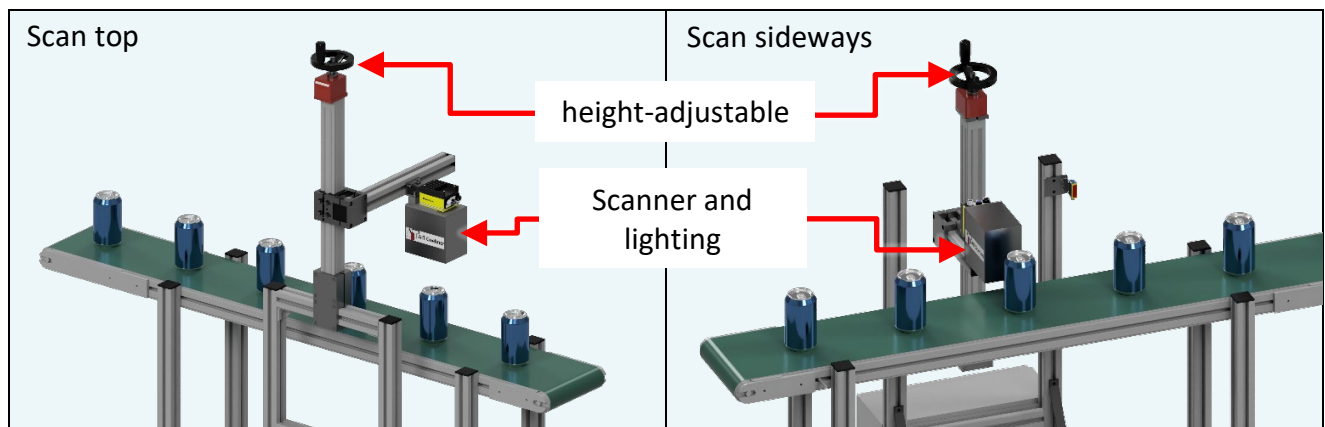 Scan top
Scan sideways
height-adjustable
Scanner and
lighting